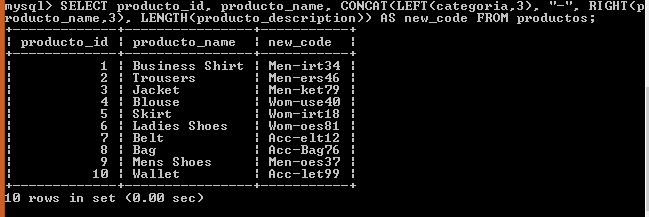 mysql> SELECT producto_id, producto_name, CONCAT(LEFT(categoria,3), "-", RIGHT(p
roducto_name,3), LENGTH(producto_description)) AS new_code FROM productos;
+-------------+----------------+-----------+
| producto_id | producto_name | new_code |
+-------------+----------------+-----------+
| 1 | Business Shirt | Men-irt34 |
| 2 | Trousers | Men-ers46 |
| 3 | Jacket | Men-ket79 |
| 4 | Blouse | Wom-use40 |
| 5 | Skirt | Wom-irt18 |
| 6 | Ladies Shoes | Wom-oes81 |
| 7 | Belt | Acc-elt12 |
| 8 | Bag | Acc-Bag76 |
| 9 | Mens Shoes | Men-oes37 |
| 10 | Wallet | Acc-let99 |
+-------------+----------------+-----------+
10 rows in set (0.00 sec)